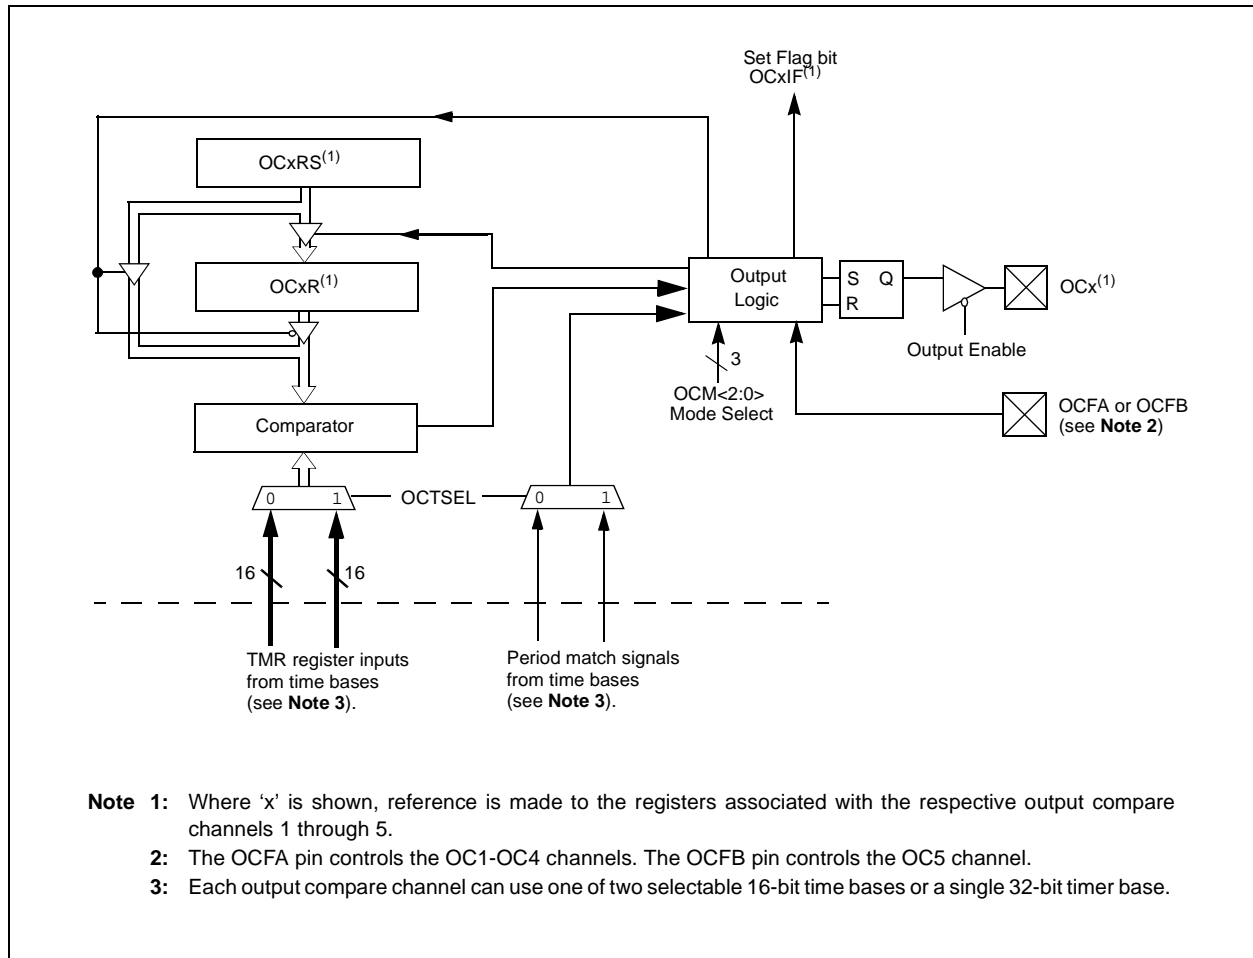 Set Flag bit
OCxIF(1)
OCxRS(1)
OCxR(1)
Output
Logic
S Q
R
OCx(1)
Output Enable
3
OCM<2:0>
Mode Select
OCFA or OCFB
(see Note 2)
Comparator
0 1
OCTSEL
0 1
16
16
TMR register inputs
from time bases
(see Note 3).
Period match signals
from time bases
(see Note 3).
Note 1: Where ‘x’ is shown, reference is made to the registers associated with the respective output compare
channels 1 through 5.
2: The OCFA pin controls the OC1-OC4 channels. The OCFB pin controls the OC5 channel.
3: Each output compare channel can use one of two selectable 16-bit time bases or a single 32-bit timer base.